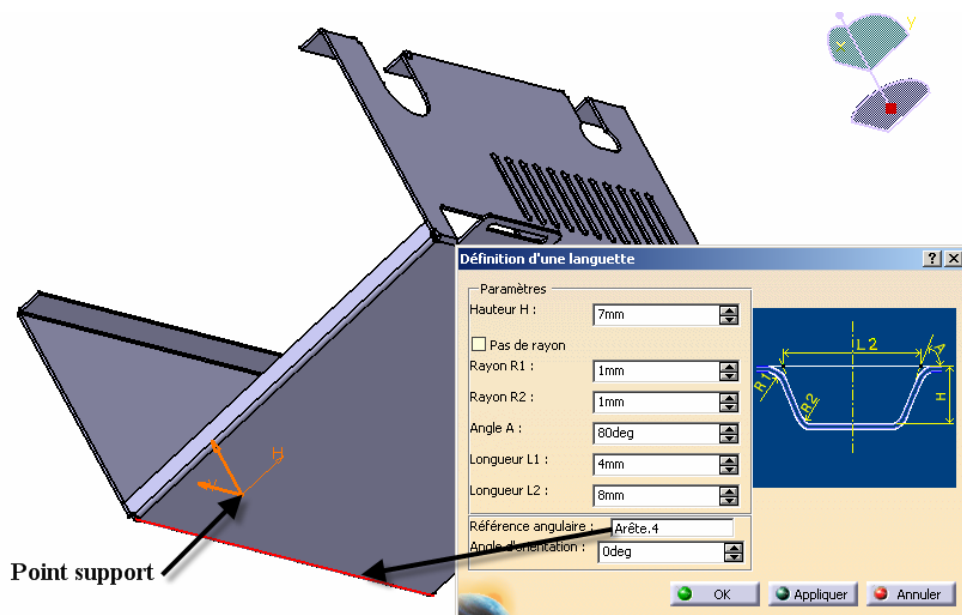 y
H
V
Définition d'une languette
Paramètres
Hauteur H :
7mm
Pas de rayon
Rayon R1 :
1mm
Rayon R2 :
1mm
Angle A :
80deg
Longueur L1 :
4mm
Longueur L2 :
8mm
Référence angulaire :
Arête.4
Angle d'orientation :
0deg
L2
A
R1
R2
H
OK
Appliquer
Annuler
Point support